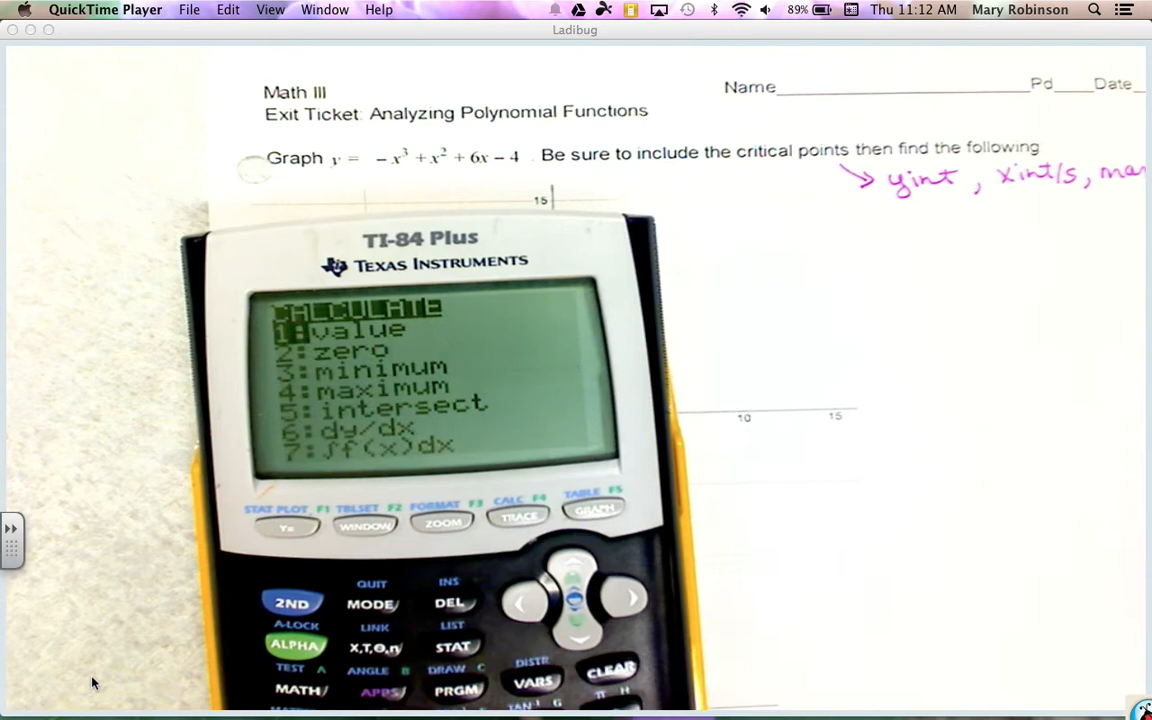 QuickTime Player File Edit View Window Help 89% Thu 11:12 AM Mary Robinson
Ladibug
Math III
Name____ Pd____ Date
Exit Ticket: Analyzing Polynomial Functions
Graph y = -x³ + x² + 6x - 4 . Be sure to include the critical points then find the following
yint , xint/s,
15
TI-84 Plus
TEXAS INSTRUMENTS
CALCULATE
1:value
2:zero
3:minimum
4:maximum
5:intersect
6:dy/dx
7:∫f(x)dx
10 15
STAT PLOT F1 TBLSET F2 FORMAT F3 CALC F4 TABLE F5
Y= WINDOW ZOOM TRACE GRAPH
QUIT INS
2ND MODE DEL
A-LOCK LINK LIST
ALPHA X,T,Θ,n STAT
TEST A ANGLE B DRAW C DISTR
MATH APPS PRGM VARS CLEAR
TAN⁻¹ G π H